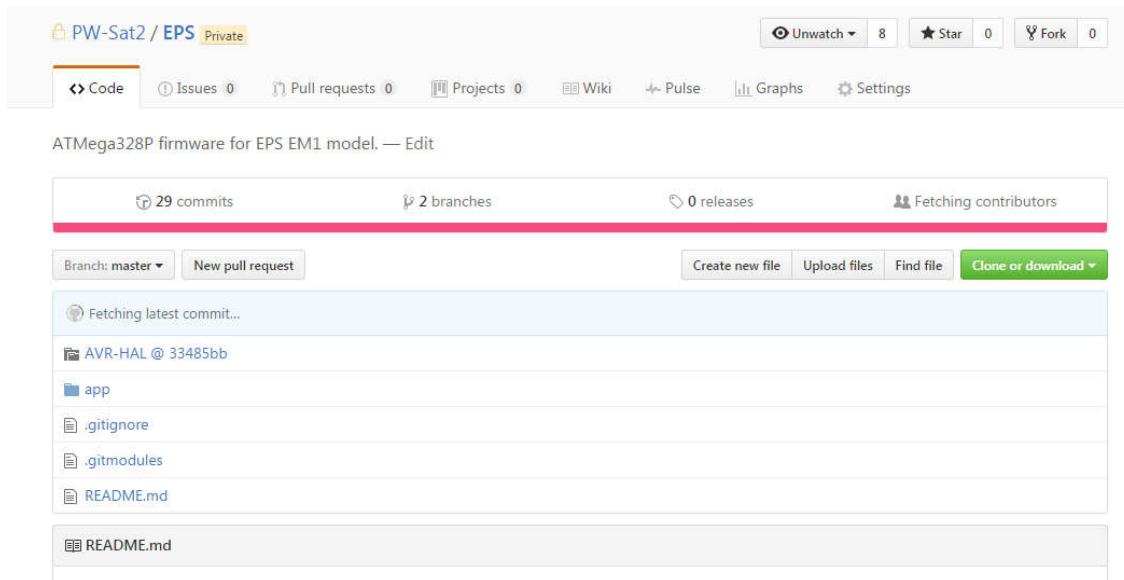 PW-Sat2 / EPS Private
Unwatch 8 Star 0 Fork 0
Code Issues 0 Pull requests 0 Projects 0 Wiki Pulse Graphs Settings
ATMega328P firmware for EPS EM1 model. — Edit
29 commits 2 branches 0 releases Fetching contributors
Branch: master New pull request Create new file Upload files Find file Clone or download
Fetching latest commit...
AVR-HAL @ 33485bb
app
.gitignore
.gitmodules
README.md
README.md